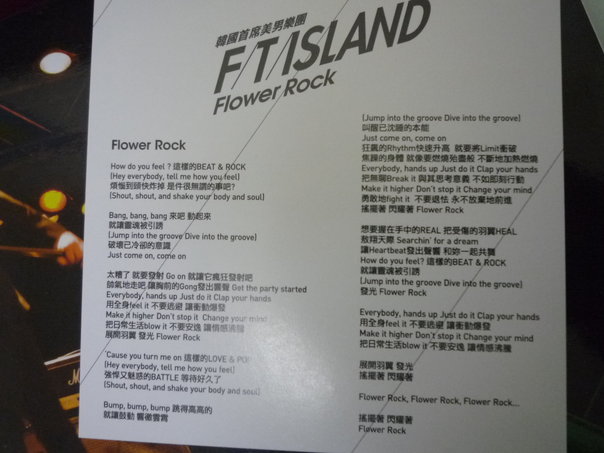 韓國首席美男樂團
F/T/ISLAND
Flower Rock
Flower Rock
How do you feel ? 這樣的BEAT & ROCK
(Hey everybody, tell me how you feel)
煩惱到頭快炸掉 是件很無謂的事吧?
(Shout, shout, and shake your body and soul)
Bang, bang, bang 來吧 動起來
就讓靈魂被引誘
(Jump into the groove Dive into the groove)
破壞已冷卻的意識
Just come on, come on
太糟了 就要發射 Go on 就讓它瘋狂發射吧
帥氣地走吧 讓胸前的Gong發出響聲 Get the party started
Everybody, hands up Just do it Clap your hands
用全身feel it 不要逃避 讓衝動爆發
Make it higher Don't stop it Change your mind
把日常生活blow it 不要安逸 讓情感沸騰
展開羽翼 發光 Flower Rock
'Cause you turn me on 這樣的LOVE & POP
(Hey everybody, tell me how you feel)
強悍又魅惑的BATTLE 等待好久了
(Shout, shout, and shake your body and soul)
Bump, bump, bump 跳得高高的
就讓鼓動 響徹雲霄
(Jump into the groove Dive into the groove)
叫醒已沈睡的本能
Just come on, come on
狂飆的Rhythm快速升高 就要將Limit衝破
焦躁的身體 就像要燃燒殆盡般 不斷地加熱燃燒
Everybody, hands up Just do it Clap your hands
把無聊Break it 與其思考意義 不如即刻行動
Make it higher Don't stop it Change your mind
勇敢地fight it 不要退怯 永不放棄地前進
搖擺著 閃耀著 Flower Rock
想要握在手中的REAL 把受傷的羽翼HEAL
敖翔天際 Searchin' for a dream
讓Heartbeat發出聲響 和妳一起共舞
How do you feel? 這樣的BEAT & ROCK
就讓靈魂被引誘
(Jump into the groove Dive into the groove)
發光 Flower Rock
Everybody, hands up Just do it Clap your hands
用全身feel it 不要逃避 讓衝動爆發
Make it higher Don't stop it Change your mind
把日常生活blow it 不要安逸 讓情感沸騰
展開羽翼 發光
搖擺著 閃耀著
Flower Rock, Flower Rock, Flower Rock...
搖擺著 閃耀著
Flower Rock